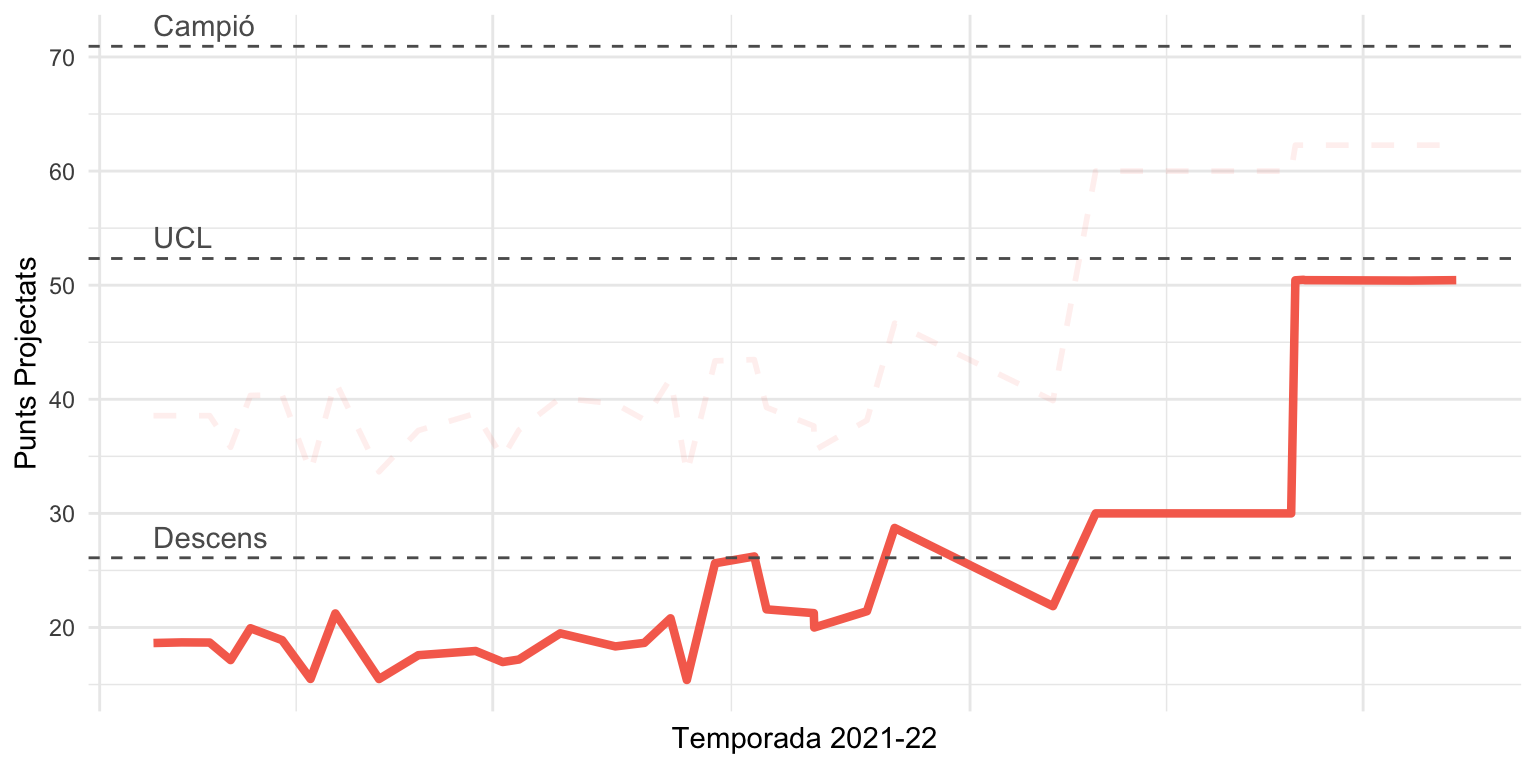 Campió
70
60
UCL
50
40
30
Descens
20
Punts Projectats
Temporada 2021-22